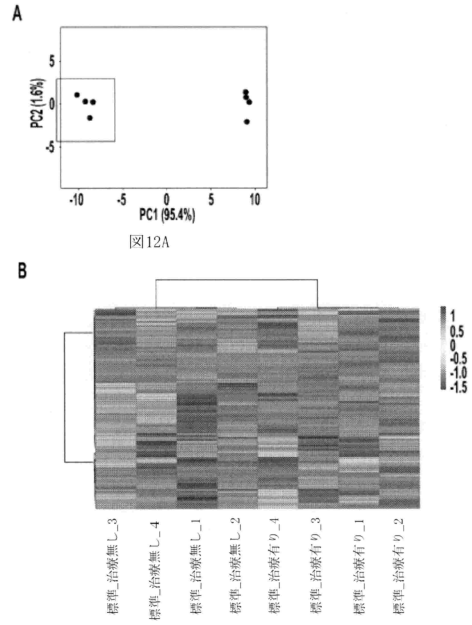 A
5
0
-5
PC2 (1.6%)
-10 -5 0 5 10
PC1 (95.4%)
図12A
B
1
0.5
0
-0.5
-1.0
-1.5
標準_治療無し_3
標準_治療無し_4
標準_治療無し_1
標準_治療無し_2
標準_治療有り_4
標準_治療有り_3
標準_治療有り_1
標準_治療有り_2